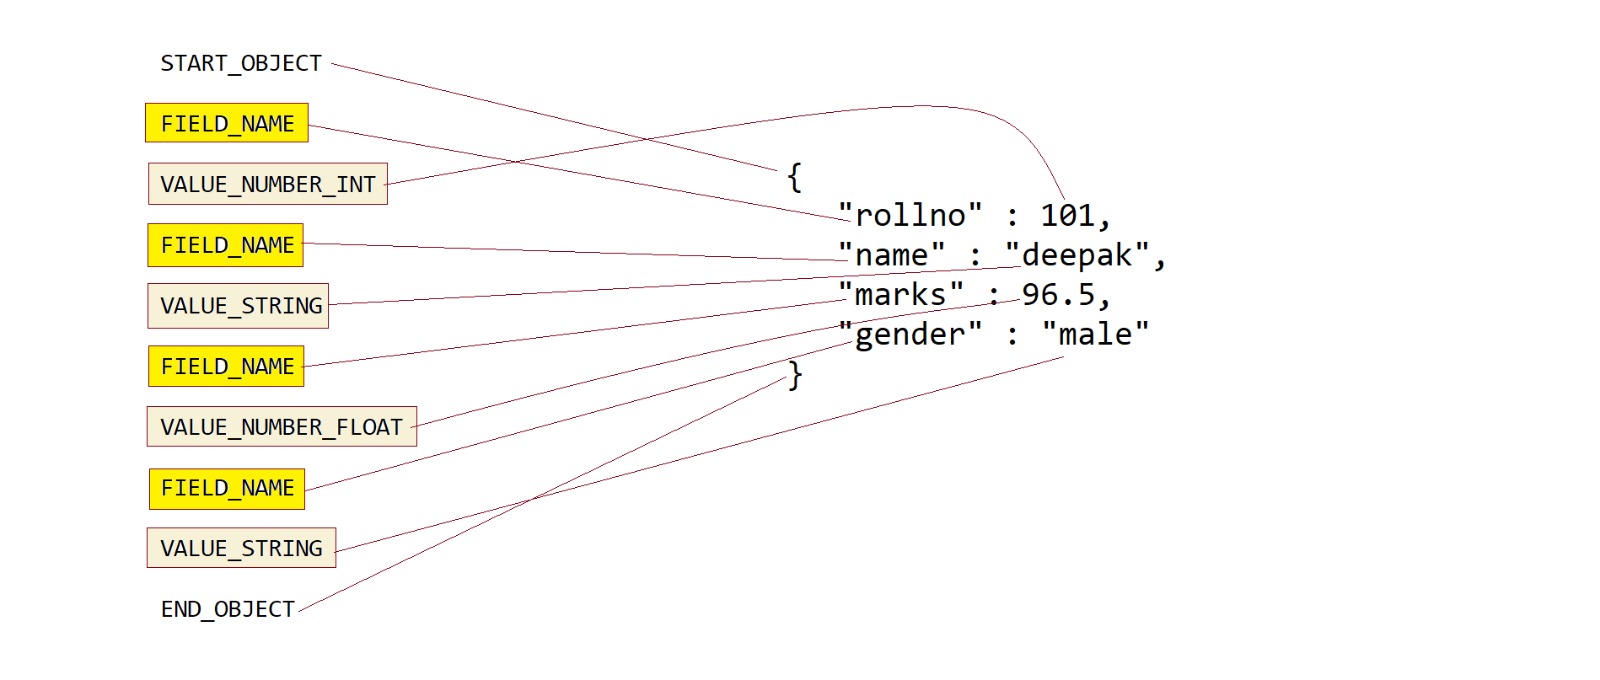 START_OBJECT
FIELD_NAME
VALUE_NUMBER_INT
FIELD_NAME
VALUE_STRING
FIELD_NAME
VALUE_NUMBER_FLOAT
FIELD_NAME
VALUE_STRING
END_OBJECT
{
"rollno" : 101,
"name" : "deepak",
"marks" : 96.5,
"gender" : "male"
}